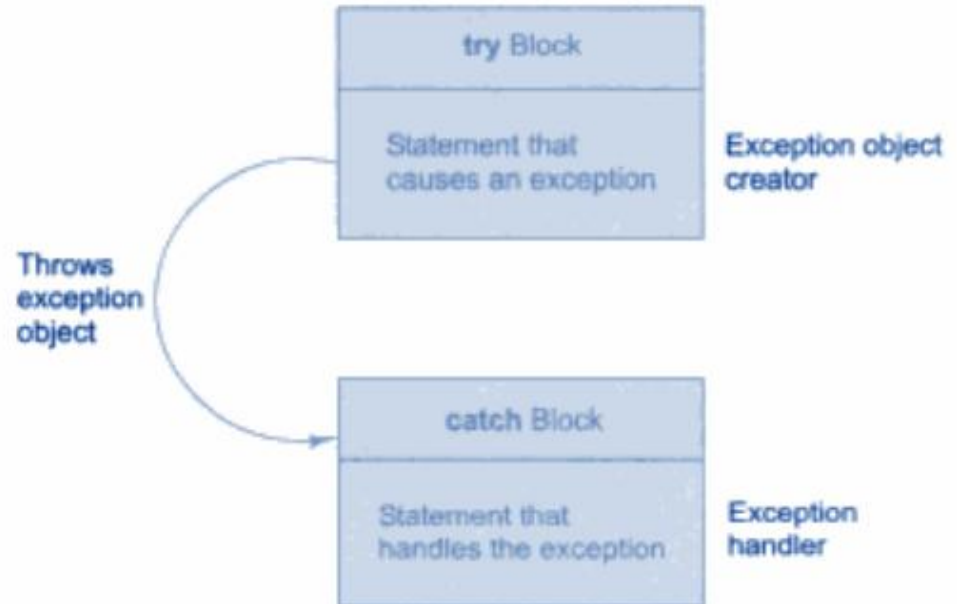 try Block
Statement that
causes an exception
Exception object
creator
Throws
exception
object
catch Block
Statement that
handles the exception
Exception
handler